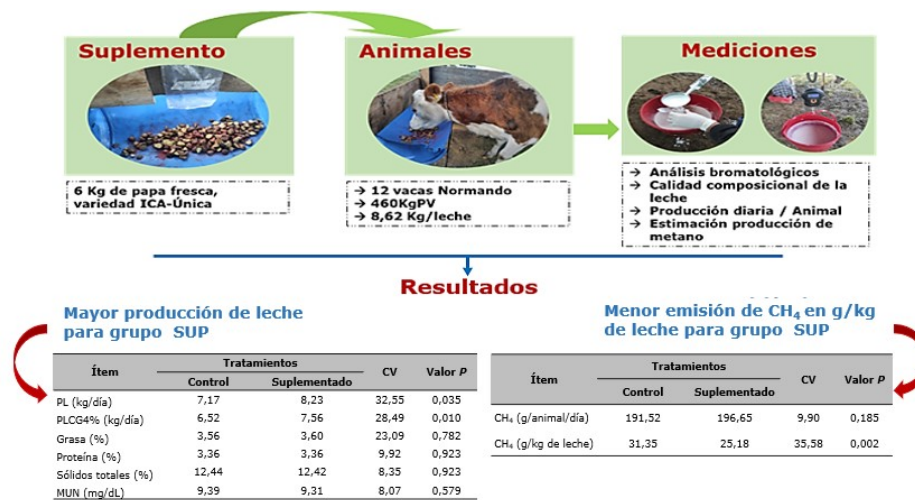 Suplemento
Animales
Mediciones
6 Kg de papa fresca,
variedad ICA-Única
→ 12 vacas Normando
→ 460KgPV
→ 8,62 Kg/leche
→ Análisis bromatológicos
→ Calidad composicional de la
leche
→ Producción diaria / Animal
→ Estimación producción de
metano
Resultados
Mayor producción de leche
para grupo SUP
Ítem Tratamientos CV Valor P
Control Suplementado
PL (kg/día) 7,17 8,23 32,55 0,035
PLCG4% (kg/día) 6,52 7,56 28,49 0,010
Grasa (%) 3,56 3,60 23,09 0,782
Proteína (%) 3,36 3,36 9,92 0,923
Sólidos totales (%) 12,44 12,42 8,35 0,923
MUN (mg/dL) 9,39 9,31 8,07 0,579
Menor emisión de CH₄ en g/kg
de leche para grupo SUP
Ítem Tratamientos CV Valor P
Control Suplementado
CH₄ (g/animal/día) 191,52 196,65 9,90 0,185
CH₄ (g/kg de leche) 31,35 25,18 35,58 0,002